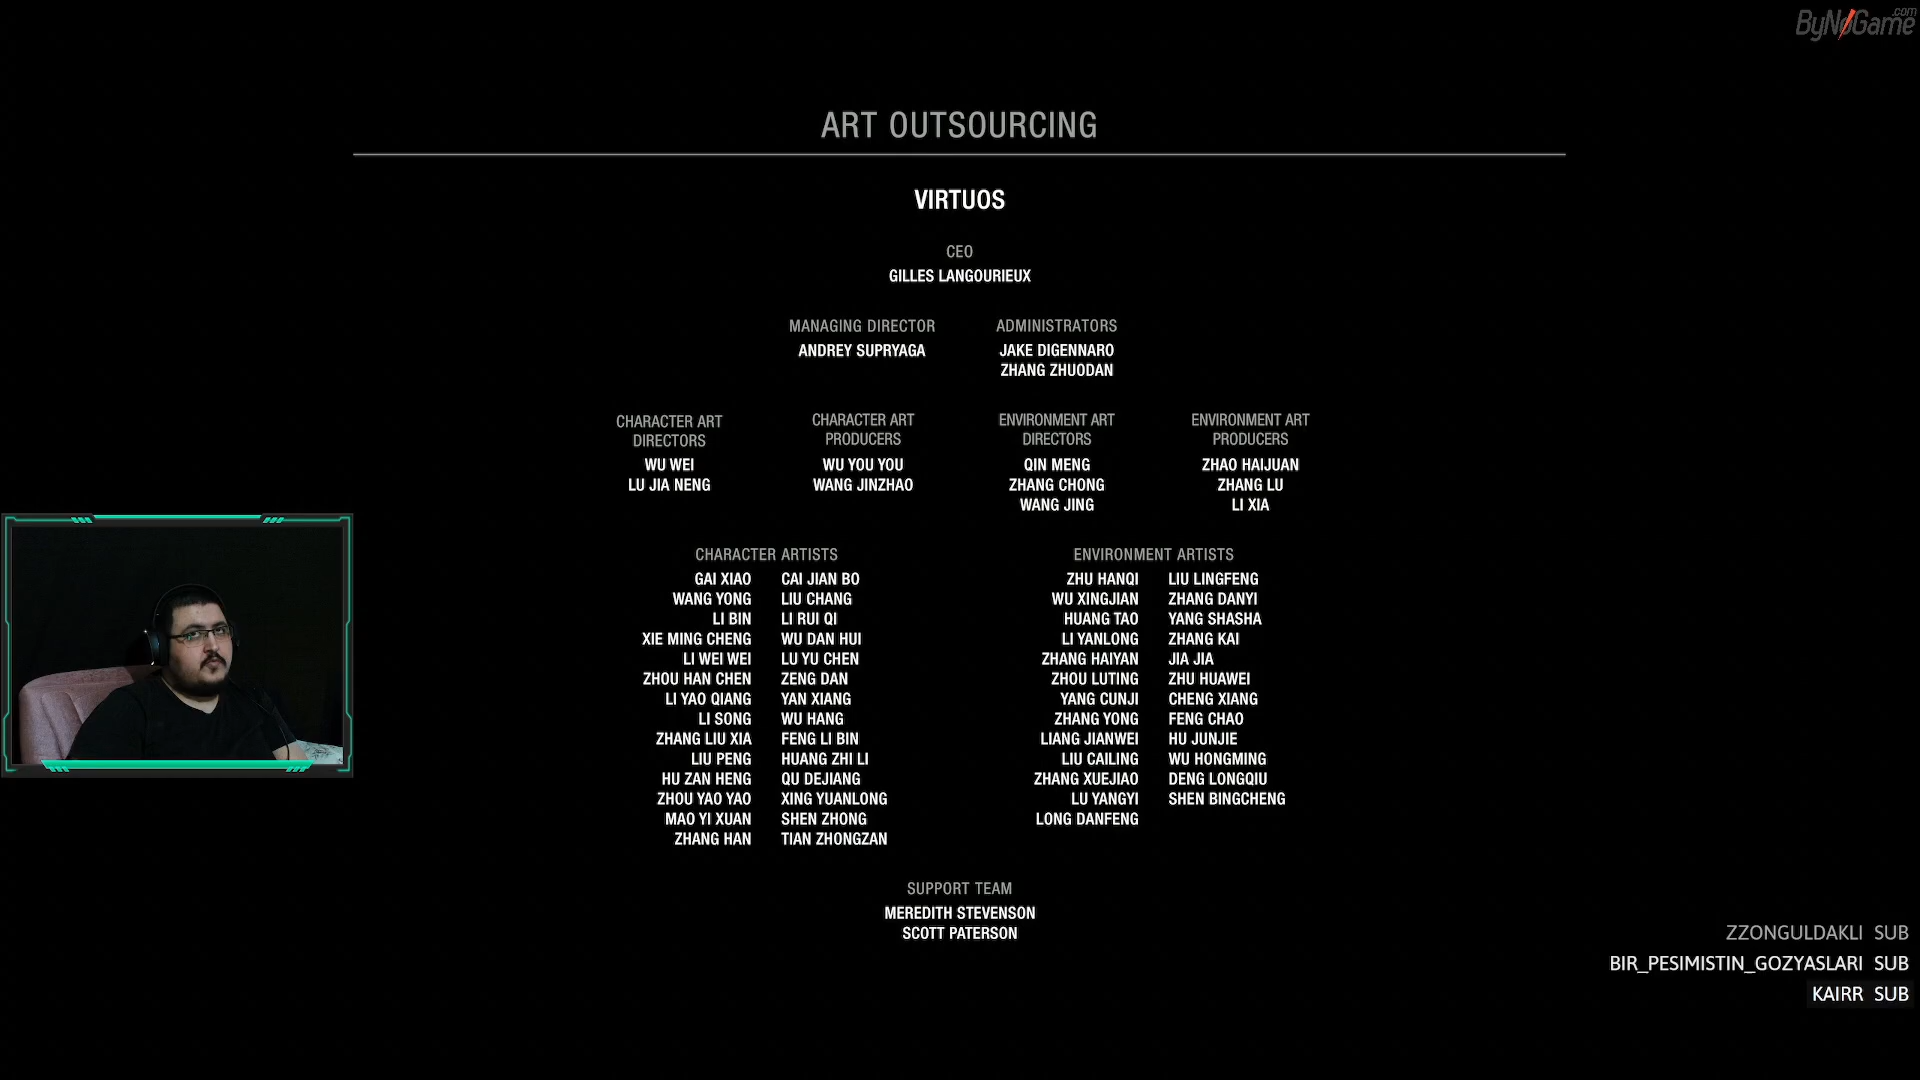 ByNoGame.com
ART OUTSOURCING
VIRTUOS
CEO
GILLES LANGOURIEUX
MANAGING DIRECTOR
ANDREY SUPRYAGA
ADMINISTRATORS
JAKE DIGENNARO
ZHANG ZHUODAN
CHARACTER ART
DIRECTORS
WU WEI
LU JIA NENG
CHARACTER ART
PRODUCERS
WU YOU YOU
WANG JINZHAO
ENVIRONMENT ART
DIRECTORS
QIN MENG
ZHANG CHONG
WANG JING
ENVIRONMENT ART
PRODUCERS
ZHAO HAIJUAN
ZHANG LU
LI XIA
CHARACTER ARTISTS
GAI XIAO CAI JIAN BO
WANG YONG LIU CHANG
LI BIN LI RUI QI
XIE MING CHENG WU DAN HUI
LI WEI WEI LU YU CHEN
ZHOU HAN CHEN ZENG DAN
LI YAO QIANG YAN XIANG
LI SONG WU HANG
ZHANG LIU XIA FENG LI BIN
LIU PENG HUANG ZHI LI
HU ZAN HENG QU DEJIANG
ZHOU YAO YAO XING YUANLONG
MAO YI XUAN SHEN ZHONG
ZHANG HAN TIAN ZHONGZAN
ENVIRONMENT ARTISTS
ZHU HANQI LIU LINGFENG
WU XINGJIAN ZHANG DANYI
HUANG TAO YANG SHASHA
LI YANLONG ZHANG KAI
ZHANG HAIYAN JIA JIA
ZHOU LUTING ZHU HUAWEI
YANG CUNJI CHENG XIANG
ZHANG YONG FENG CHAO
LIANG JIANWEI HU JUNJIE
LIU CAILING WU HONGMING
ZHANG XUEJIAO DENG LONGQIU
LU YANGYI SHEN BINGCHENG
LONG DANFENG
SUPPORT TEAM
MEREDITH STEVENSON
SCOTT PATERSON
ZZONGULDAKLI SUB
BIR_PESIMISTIN_GOZYASLARI SUB
KAIRR SUB